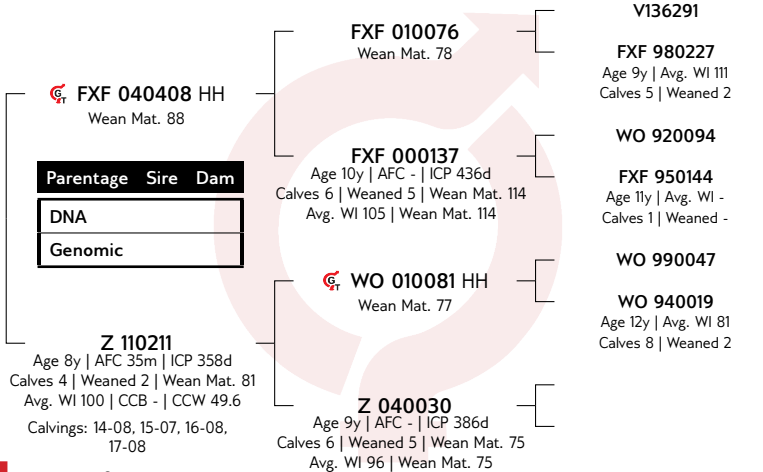 V136291
FXF 010076
Wean Mat. 78
FXF 980227
Age 9y | Avg. WI 111
Calves 5 | Weaned 2
GT FXF 040408 HH
Wean Mat. 88
WO 920094
FXF 000137
Age 10y | AFC - | ICP 436d
Calves 6 | Weaned 5 | Wean Mat. 114
Avg. WI 105 | Wean Mat. 114
FXF 950144
Age 11y | Avg. WI -
Calves 1 | Weaned -
Parentage Sire Dam
DNA
Genomic
WO 990047
GT WO 010081 HH
Wean Mat. 77
WO 940019
Age 12y | Avg. WI 81
Calves 8 | Weaned 2
Z 110211
Age 8y | AFC 35m | ICP 358d
Calves 4 | Weaned 2 | Wean Mat. 81
Avg. WI 100 | CCB - | CCW 49.6
Calvings: 14-08, 15-07, 16-08,
17-08
Z 040030
Age 9y | AFC - | ICP 386d
Calves 6 | Weaned 5 | Wean Mat. 75
Avg. WI 96 | Wean Mat. 75